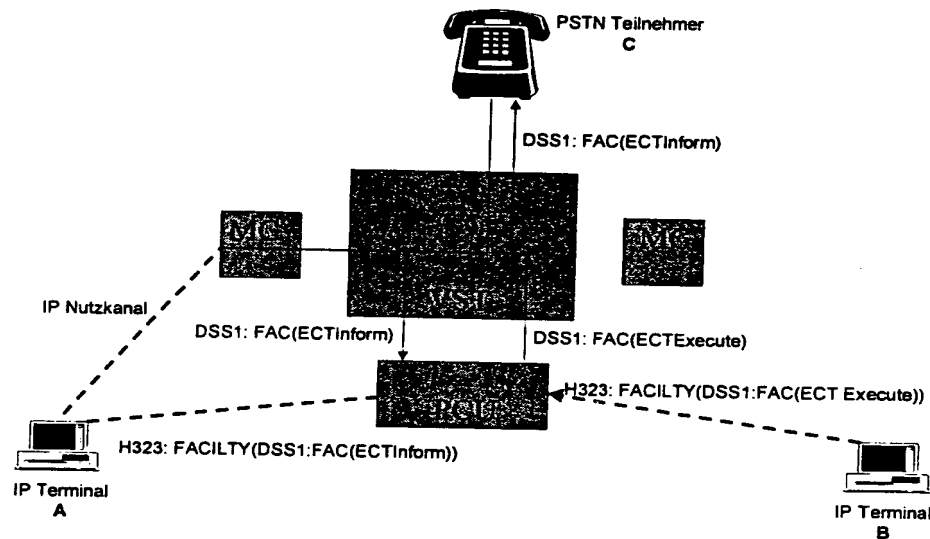 PSTN Teilnehmer
C
DSS1: FAC(ECTInform)
IP Nutzkanal
DSS1: FAC(ECTInform)
DSS1: FAC(ECTExecute)
H323: FACILTY(DSS1:FAC(ECT Execute))
H323: FACILTY(DSS1:FAC(ECTInform))
IP Terminal
A
IP Terminal
B